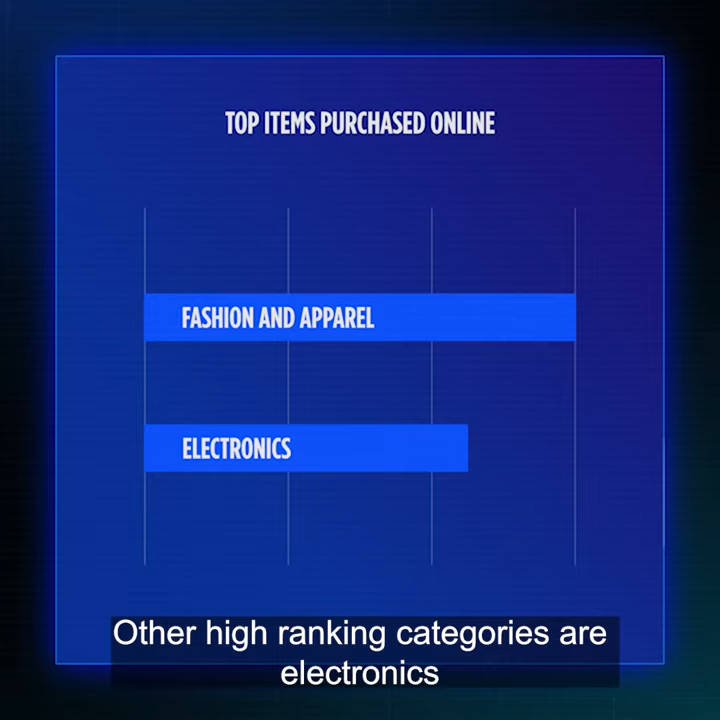 TOP ITEMS PURCHASED ONLINE
FASHION AND APPAREL
ELECTRONICS
Other high ranking categories are
electronics